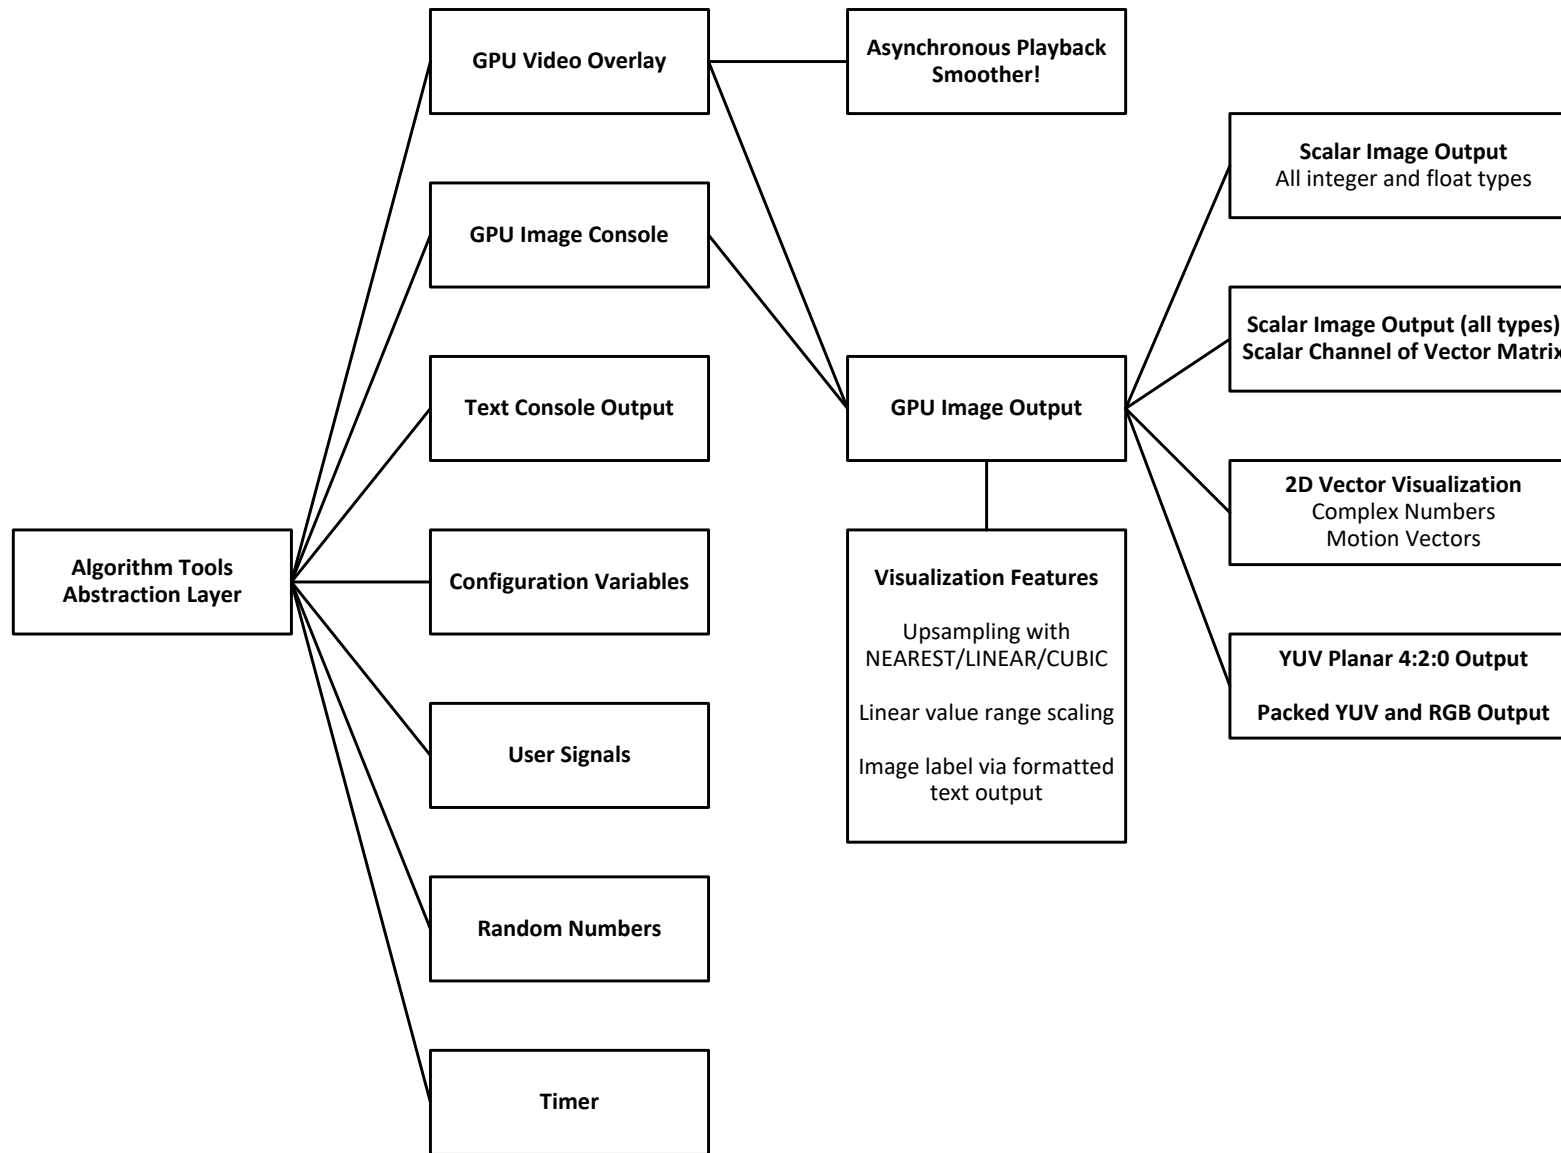 GPU Video Overlay
Asynchronous Playback
Smoother!
Scalar Image Output
All integer and float types
GPU Image Console
Scalar Image Output (all types)
Scalar Channel of Vector Matrix
Text Console Output
GPU Image Output
2D Vector Visualization
Complex Numbers
Motion Vectors
Algorithm Tools
Abstraction Layer
Configuration Variables
Visualization Features
Upsampling with
NEAREST/LINEAR/CUBIC
Linear value range scaling
Image label via formatted
text output
YUV Planar 4:2:0 Output
Packed YUV and RGB Output
User Signals
Random Numbers
Timer